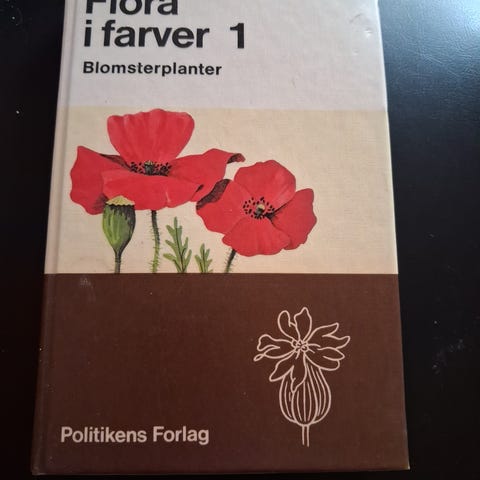 Flora
i farver 1
Blomsterplanter
Politikens Forlag